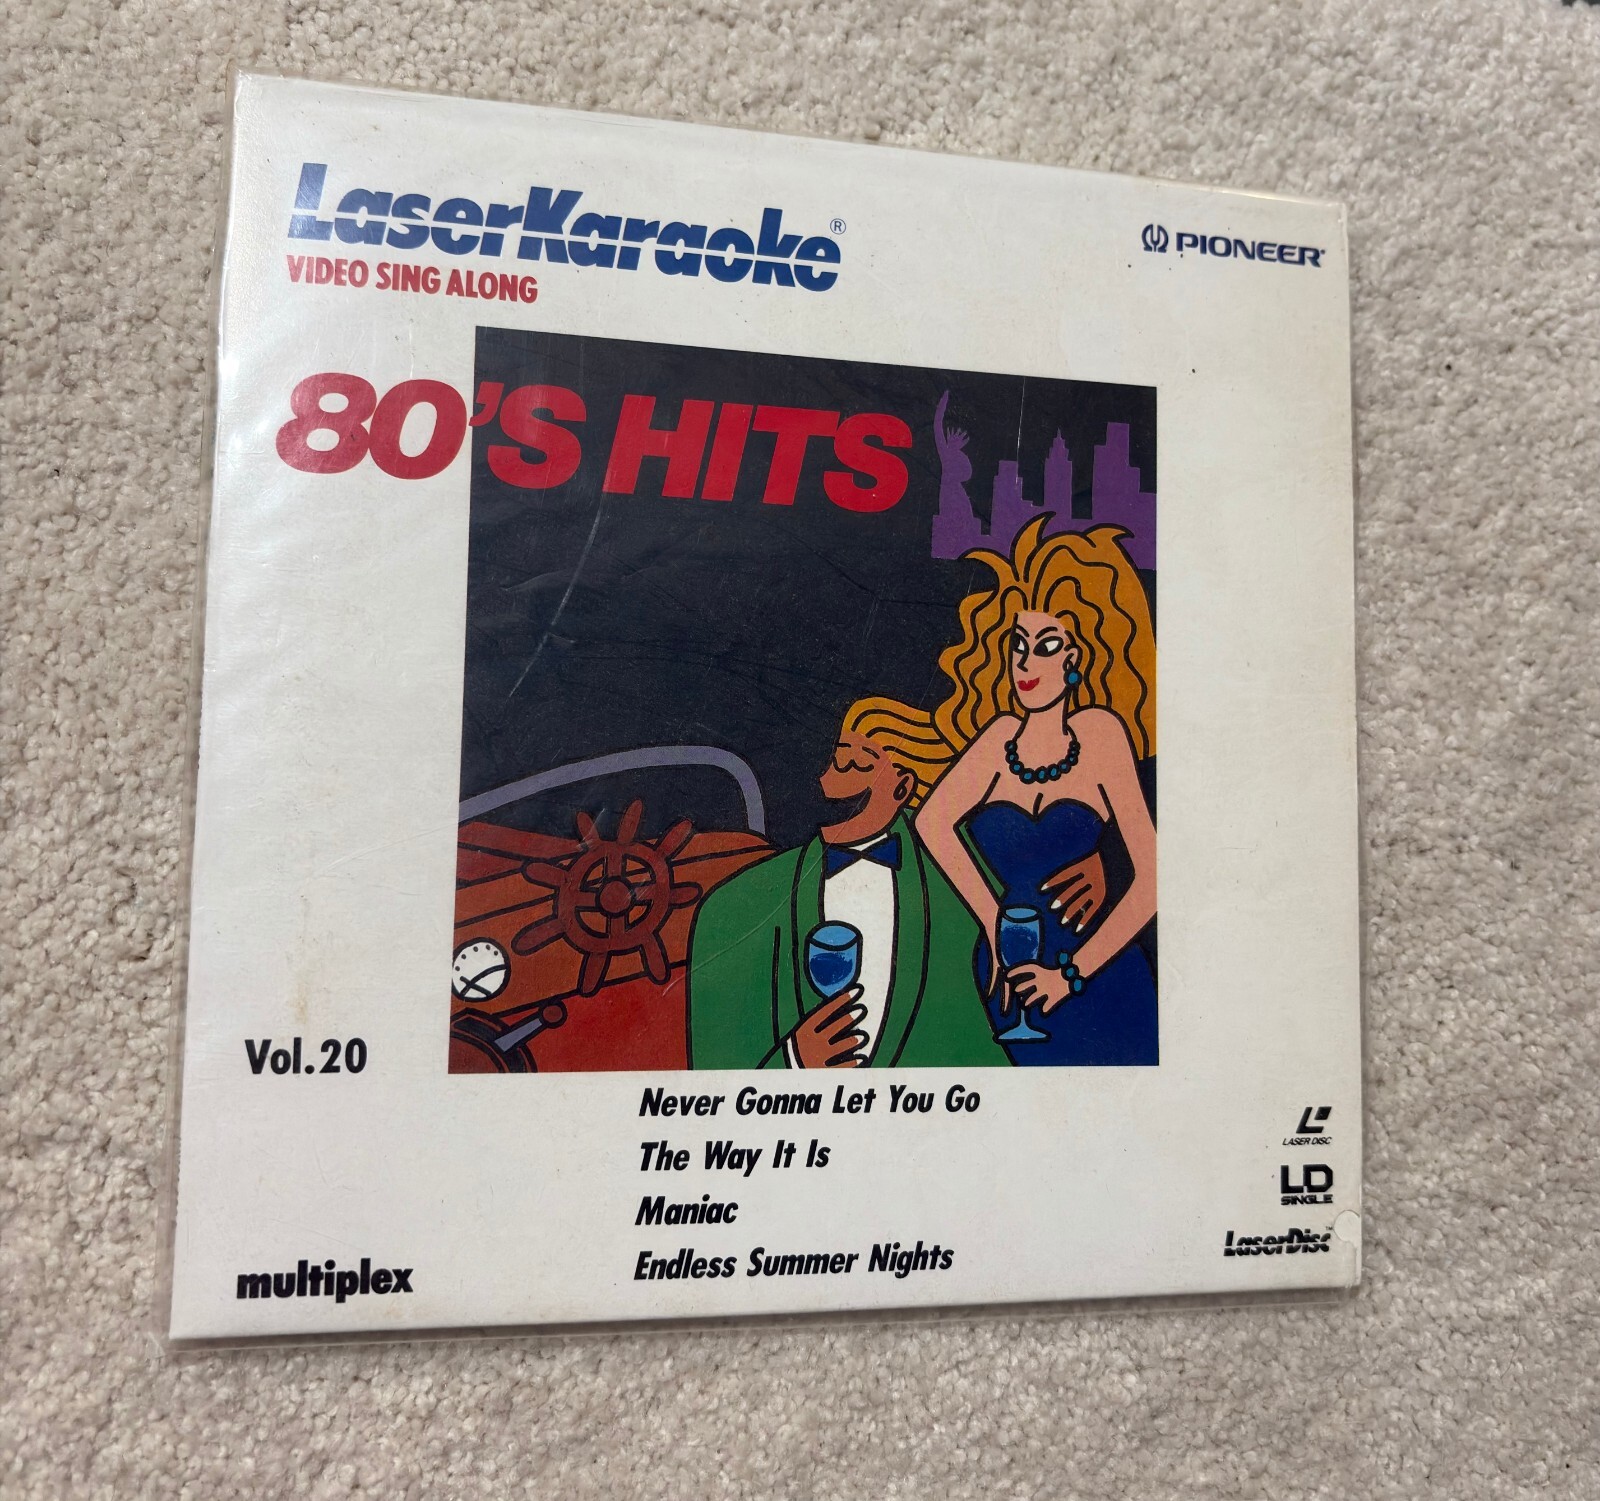 LaserKaraoke®
VIDEO SING ALONG
PIONEER®
80'S HITS
Vol.20
Never Gonna Let You Go
The Way It Is
Maniac
Endless Summer Nights
multiplex
LASER DISC
LD
SINGLE
LaserDisc™